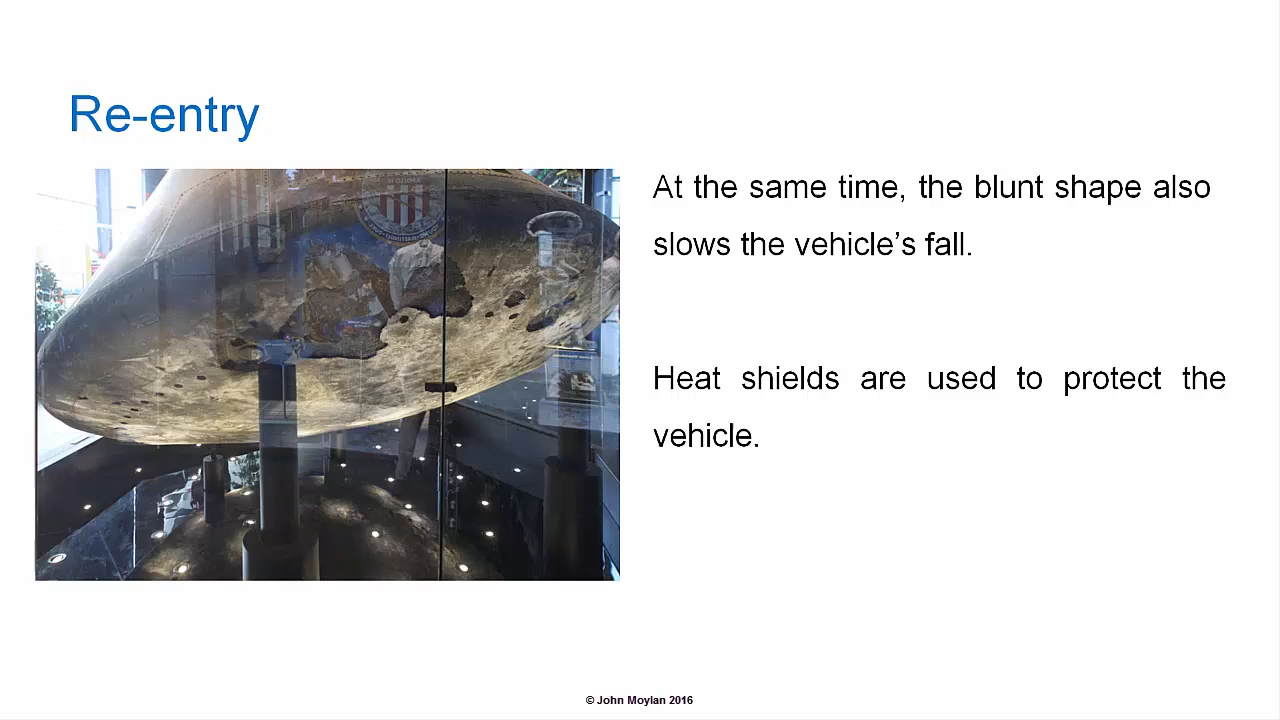 Re-entry
At the same time, the blunt shape also
slows the vehicle’s fall.
Heat shields are used to protect the
vehicle.
© John Moylan 2016